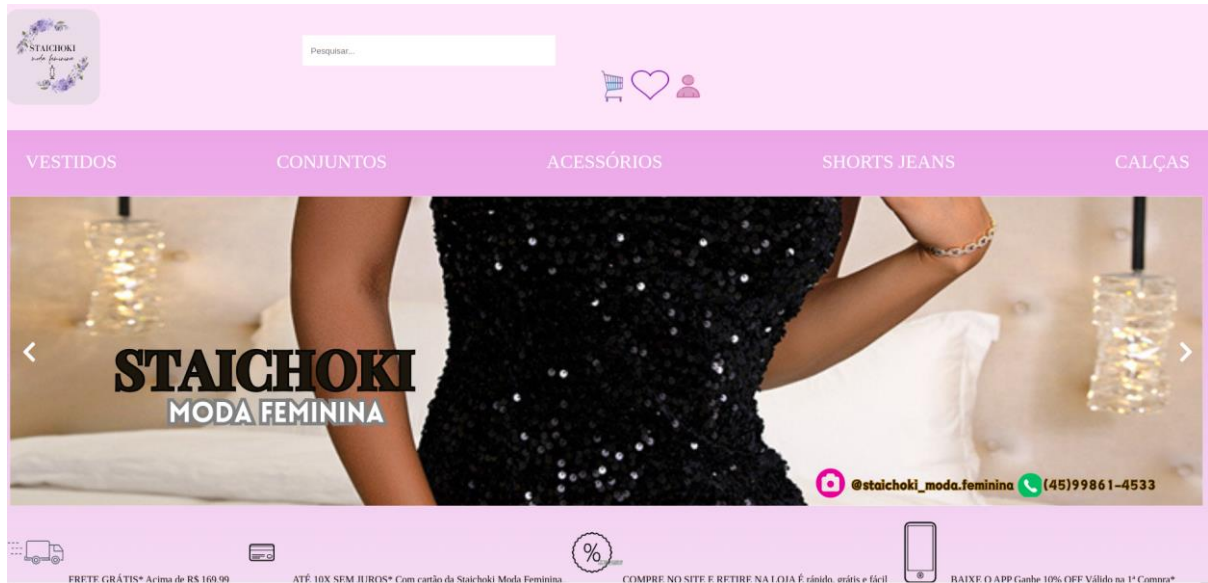 STAICHOKI
moda feminina
Pesquisar...
VESTIDOS CONJUNTOS ACESSÓRIOS SHORTS JEANS CALÇAS
STAICHOKI
MODA FEMININA
@staichoki_moda.feminina (45)99861-4533
%
FRETE GRÁTIS* Acima de R$ 169,99 ATÉ 10X SEM JUROS* Com cartão da Staichoki Moda Feminina COMPRE NO SITE E RETIRE NA LOJA É rápido, grátis e fácil BAIXE O APP Ganhe 10% OFF Válido na 1ª Compra*